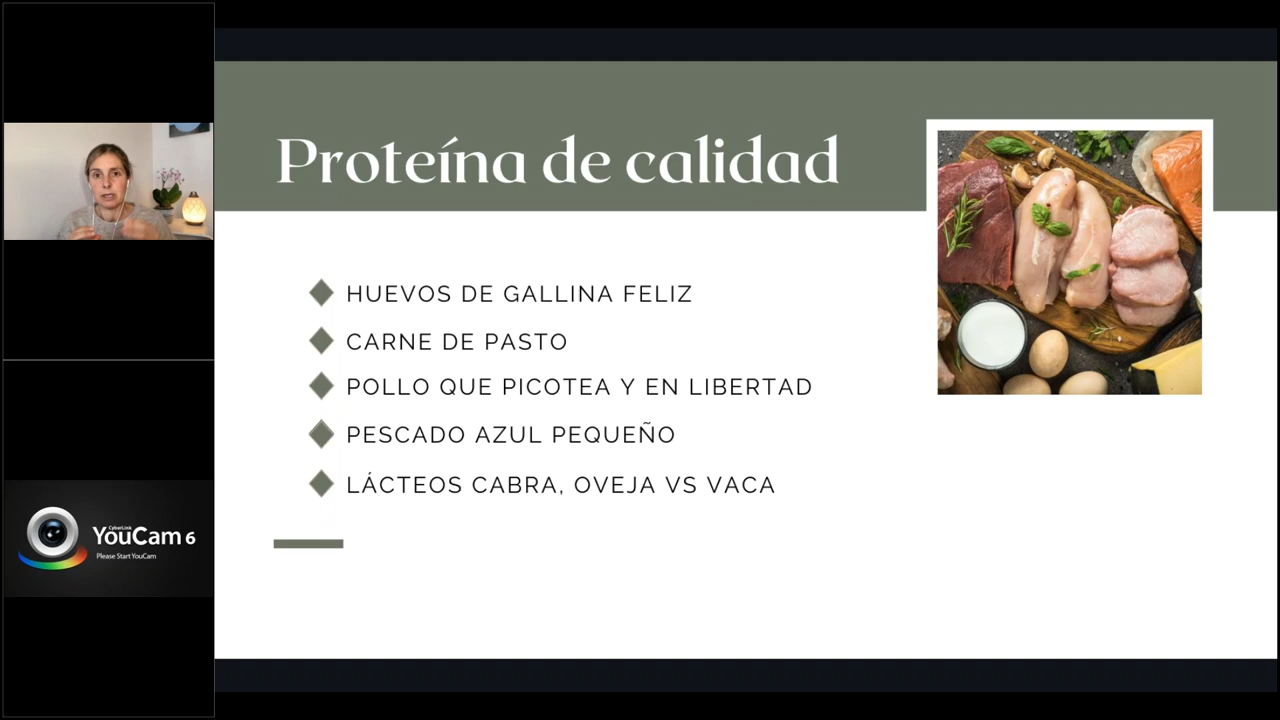 Proteína de calidad
HUEVOS DE GALLINA FELIZ
CARNE DE PASTO
POLLO QUE PICOTEA Y EN LIBERTAD
PESCADO AZUL PEQUEÑO
LÁCTEOS CABRA, OVEJA VS VACA
CyberLink
YouCam 6
Please Start YouCam